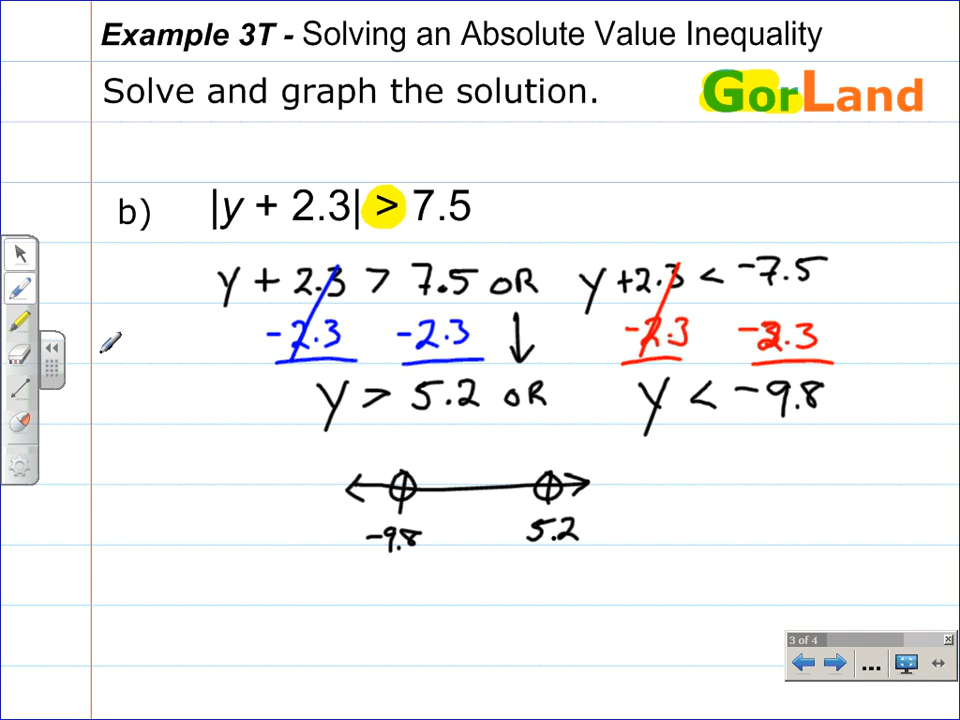 Example 3T - Solving an Absolute Value Inequality
Solve and graph the solution.
GorLand
b) |y + 2.3| > 7.5
y + 2.3 > 7.5 OR y + 2.3 < -7.5
-2.3 -2.3 -2.3 -2.3
y > 5.2 OR y < -9.8
-9.8 5.2
3 of 4